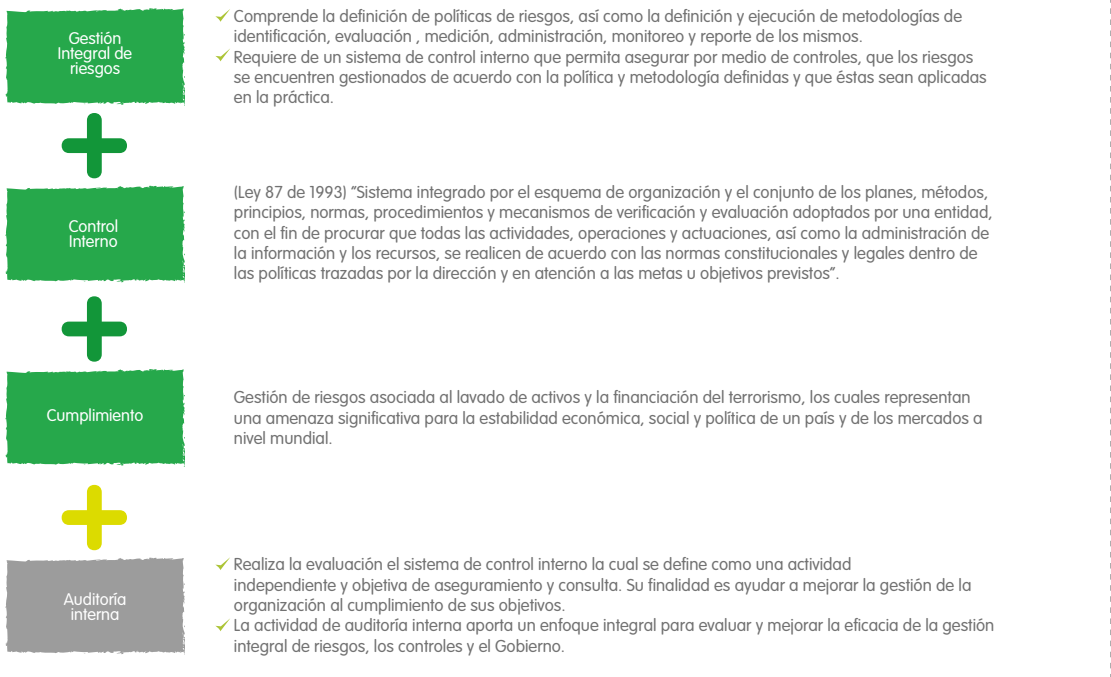 Gestión
Integral de
riesgos
Comprende la definición de políticas de riesgos, así como la definición y ejecución de metodologías de
identificación, evaluación , medición, administración, monitoreo y reporte de los mismos.
Requiere de un sistema de control interno que permita asegurar por medio de controles, que los riesgos
se encuentren gestionados de acuerdo con la política y metodología definidas y que éstas sean aplicadas
en la práctica.
Control
Interno
(Ley 87 de 1993) “Sistema integrado por el esquema de organización y el conjunto de los planes, métodos,
principios, normas, procedimientos y mecanismos de verificación y evaluación adoptados por una entidad,
con el fin de procurar que todas las actividades, operaciones y actuaciones, así como la administración de
la información y los recursos, se realicen de acuerdo con las normas constitucionales y legales dentro de
las políticas trazadas por la dirección y en atención a las metas u objetivos previstos”.
Cumplimiento
Gestión de riesgos asociada al lavado de activos y la financiación del terrorismo, los cuales representan
una amenaza significativa para la estabilidad económica, social y política de un país y de los mercados a
nivel mundial.
Auditoría
interna
Realiza la evaluación el sistema de control interno la cual se define como una actividad
independiente y objetiva de aseguramiento y consulta. Su finalidad es ayudar a mejorar la gestión de la
organización al cumplimiento de sus objetivos.
La actividad de auditoría interna aporta un enfoque integral para evaluar y mejorar la eficacia de la gestión
integral de riesgos, los controles y el Gobierno.